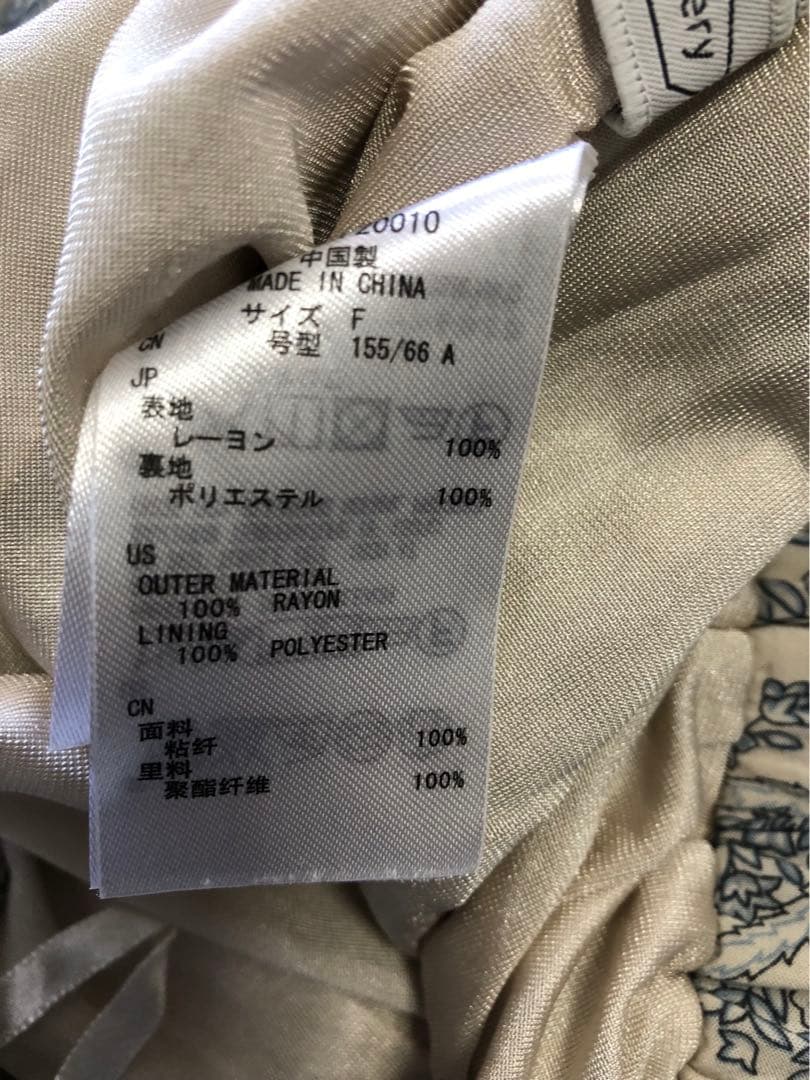 ery
20010
中国製
MADE IN CHINA
サイズ F
CN 号型 155/66 A
JP
表地
レーヨン 100%
裏地
ポリエステル 100%
US
OUTER MATERIAL
100% RAYON
LINING
100% POLYESTER
CN
面料
粘纤 100%
里料
聚酯纤维 100%